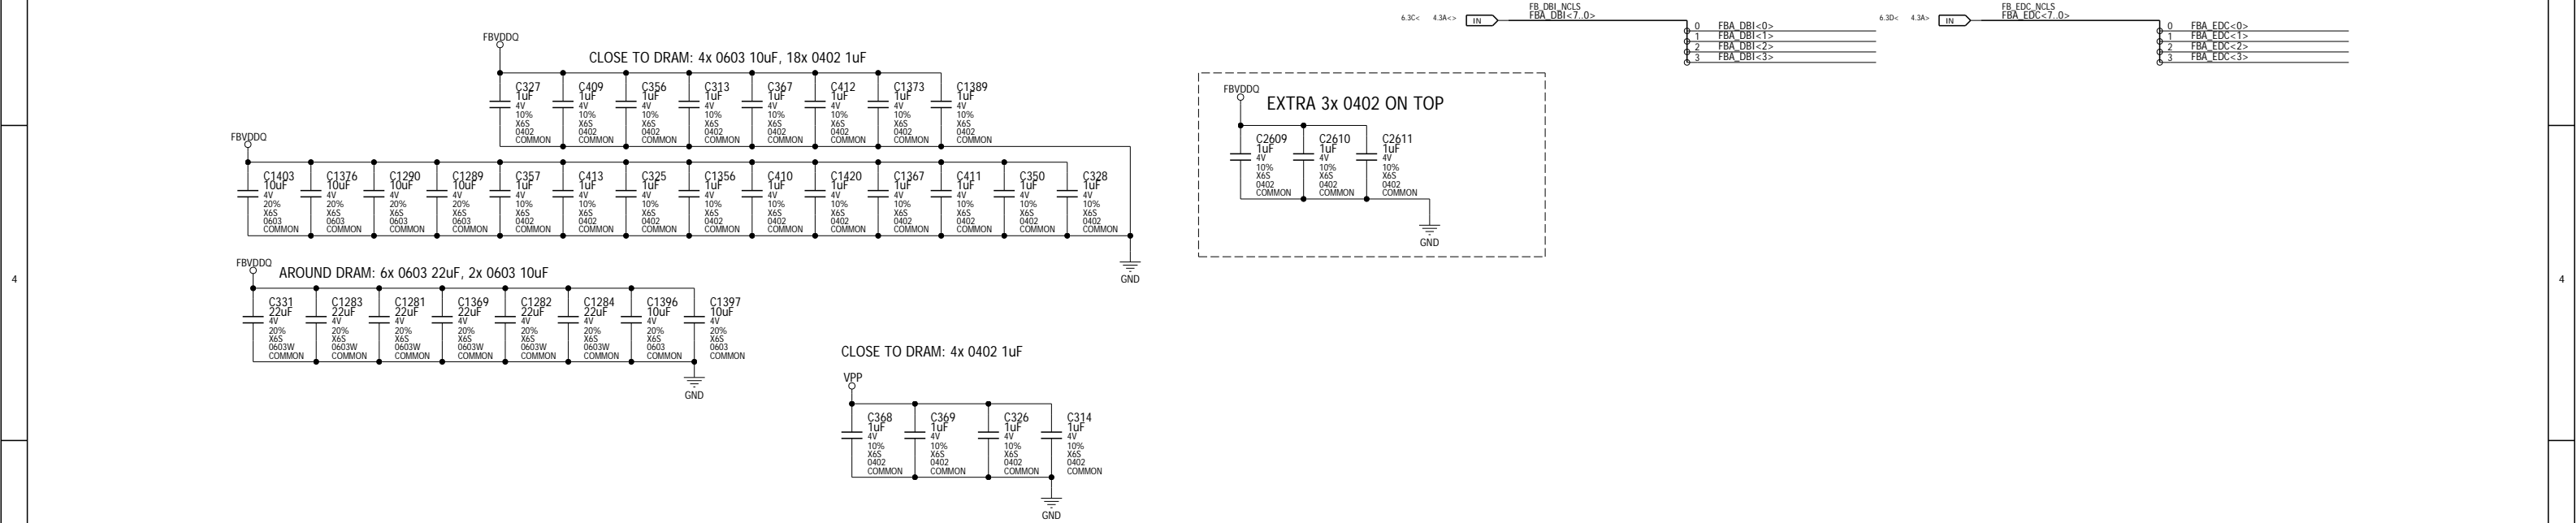 FB_DBI_NCLS
6.3C< 4.3A<> IN FBA_DBI<7..0>
0 FBA_DBI<0>
1 FBA_DBI<1>
2 FBA_DBI<2>
3 FBA_DBI<3>
FB_EDC_NCLS
6.3D< 4.3A> IN FBA_EDC<7..0>
0 FBA_EDC<0>
1 FBA_EDC<1>
2 FBA_EDC<2>
3 FBA_EDC<3>
FBVDDQ
CLOSE TO DRAM: 4x 0603 10uF, 18x 0402 1uF
C327 C409 C356 C313 C367 C412 C1373 C1389
1uF 1uF 1uF 1uF 1uF 1uF 1uF 1uF
4V 4V 4V 4V 4V 4V 4V 4V
10% 10% 10% 10% 10% 10% 10% 10%
X6S X6S X6S X6S X6S X6S X6S X6S
0402 0402 0402 0402 0402 0402 0402 0402
COMMON COMMON COMMON COMMON COMMON COMMON COMMON COMMON
FBVDDQ
C1403 C1376 C1290 C1289 C357 C413 C325 C1356 C410 C1420 C1367 C411 C350 C328
10uF 10uF 10uF 10uF 1uF 1uF 1uF 1uF 1uF 1uF 1uF 1uF 1uF 1uF
4V 4V 4V 4V 4V 4V 4V 4V 4V 4V 4V 4V 4V 4V
20% 20% 20% 20% 10% 10% 10% 10% 10% 10% 10% 10% 10% 10%
X6S X6S X6S X6S X6S X6S X6S X6S X6S X6S X6S X6S X6S X6S
0603 0603 0603 0603 0402 0402 0402 0402 0402 0402 0402 0402 0402 0402
COMMON COMMON COMMON COMMON COMMON COMMON COMMON COMMON COMMON COMMON COMMON COMMON COMMON COMMON
GND
FBVDDQ
EXTRA 3x 0402 ON TOP
C2609 C2610 C2611
1uF 1uF 1uF
4V 4V 4V
10% 10% 10%
X6S X6S X6S
0402 0402 0402
COMMON COMMON COMMON
GND
4
FBVDDQ
AROUND DRAM: 6x 0603 22uF, 2x 0603 10uF
C331 C1283 C1281 C1369 C1282 C1284 C1396 C1397
22uF 22uF 22uF 22uF 22uF 22uF 10uF 10uF
4V 4V 4V 4V 4V 4V 4V 4V
20% 20% 20% 20% 20% 20% 20% 20%
X6S X6S X6S X6S X6S X6S X6S X6S
0603W 0603W 0603W 0603W 0603W 0603W 0603 0603
COMMON COMMON COMMON COMMON COMMON COMMON COMMON COMMON
GND
CLOSE TO DRAM: 4x 0402 1uF
VPP
C368 C369 C326 C314
1uF 1uF 1uF 1uF
4V 4V 4V 4V
10% 10% 10% 10%
X6S X6S X6S X6S
0402 0402 0402 0402
COMMON COMMON COMMON COMMON
GND
4